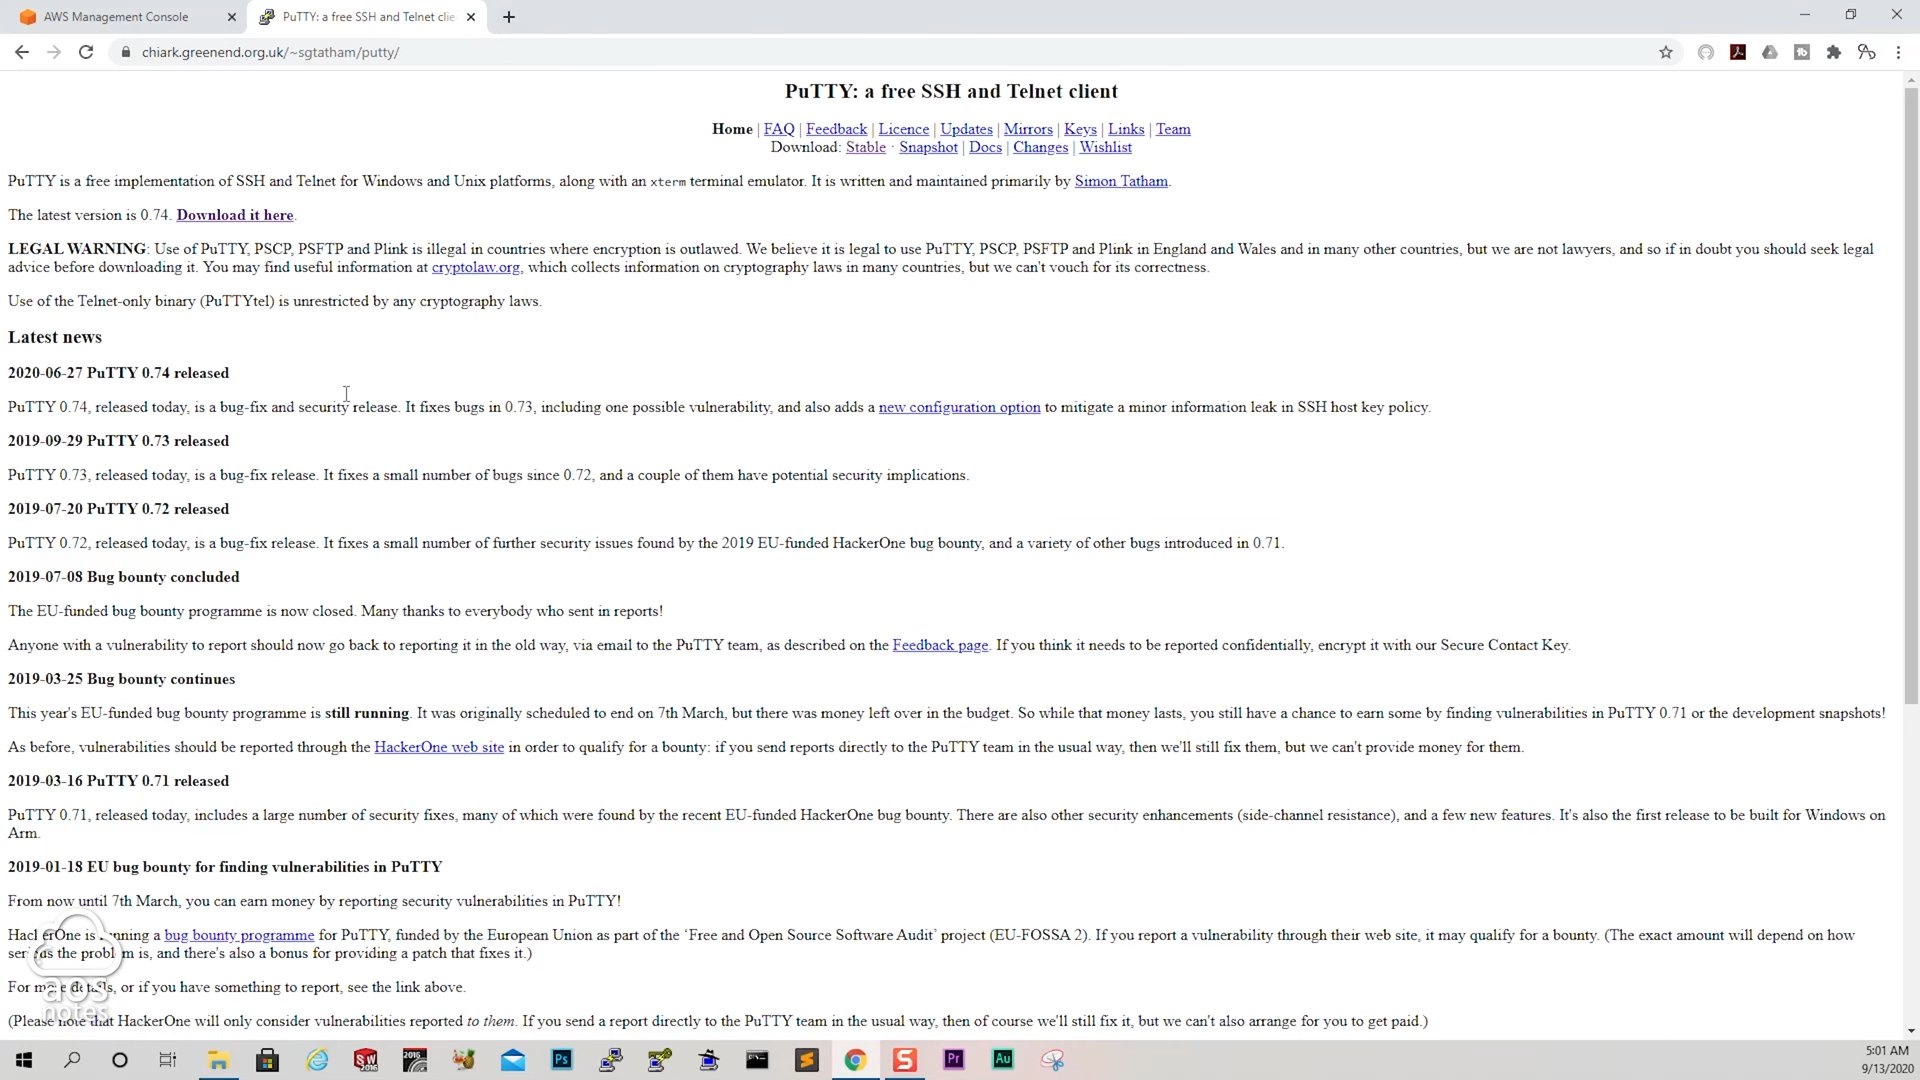 AWS Management Console
PuTTY: a free SSH and Telnet clie
chiark.greenend.org.uk/~sgtatham/putty/
PuTTY: a free SSH and Telnet client
Home | FAQ | Feedback | Licence | Updates | Mirrors | Keys | Links | Team
Download: Stable · Snapshot | Docs | Changes | Wishlist
PuTTY is a free implementation of SSH and Telnet for Windows and Unix platforms, along with an xterm terminal emulator. It is written and maintained primarily by Simon Tatham.
The latest version is 0.74. Download it here.
LEGAL WARNING: Use of PuTTY, PSCP, PSFTP and Plink is illegal in countries where encryption is outlawed. We believe it is legal to use PuTTY, PSCP, PSFTP and Plink in England and Wales and in many other countries, but we are not lawyers, and so if in doubt you should seek legal
advice before downloading it. You may find useful information at cryptolaw.org, which collects information on cryptography laws in many countries, but we can't vouch for its correctness.
Use of the Telnet-only binary (PuTTYtel) is unrestricted by any cryptography laws.
Latest news
2020-06-27 PuTTY 0.74 released
PuTTY 0.74, released today, is a bug-fix and security release. It fixes bugs in 0.73, including one possible vulnerability, and also adds a new configuration option to mitigate a minor information leak in SSH host key policy.
2019-09-29 PuTTY 0.73 released
PuTTY 0.73, released today, is a bug-fix release. It fixes a small number of bugs since 0.72, and a couple of them have potential security implications.
2019-07-20 PuTTY 0.72 released
PuTTY 0.72, released today, is a bug-fix release. It fixes a small number of further security issues found by the 2019 EU-funded HackerOne bug bounty, and a variety of other bugs introduced in 0.71.
2019-07-08 Bug bounty concluded
The EU-funded bug bounty programme is now closed. Many thanks to everybody who sent in reports!
Anyone with a vulnerability to report should now go back to reporting it in the old way, via email to the PuTTY team, as described on the Feedback page. If you think it needs to be reported confidentially, encrypt it with our Secure Contact Key.
2019-03-25 Bug bounty continues
This year's EU-funded bug bounty programme is still running. It was originally scheduled to end on 7th March, but there was money left over in the budget. So while that money lasts, you still have a chance to earn some by finding vulnerabilities in PuTTY 0.71 or the development snapshots!
As before, vulnerabilities should be reported through the HackerOne web site in order to qualify for a bounty: if you send reports directly to the PuTTY team in the usual way, then we'll still fix them, but we can't provide money for them.
2019-03-16 PuTTY 0.71 released
PuTTY 0.71, released today, includes a large number of security fixes, many of which were found by the recent EU-funded HackerOne bug bounty. There are also other security enhancements (side-channel resistance), and a few new features. It's also the first release to be built for Windows on
Arm.
2019-01-18 EU bug bounty for finding vulnerabilities in PuTTY
From now until 7th March, you can earn money by reporting security vulnerabilities in PuTTY!
HackerOne is running a bug bounty programme for PuTTY, funded by the European Union as part of the 'Free and Open Source Software Audit' project (EU-FOSSA 2). If you report a vulnerability through their web site, it may qualify for a bounty. (The exact amount will depend on how
serious the problem is, and there's also a bonus for providing a patch that fixes it.)
For more details, or if you have something to report, see the link above.
(Please note that HackerOne will only consider vulnerabilities reported to them. If you send a report directly to the PuTTY team in the usual way, then of course we'll still fix it, but we can't also arrange for you to get paid.)
aos
notes
SW
2016
2016
Ps
S
S
Pr
Au
5:01 AM
9/13/2020